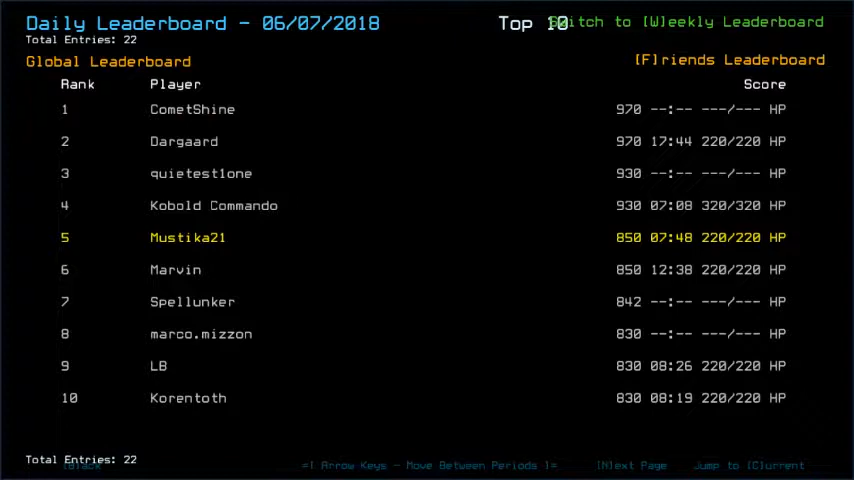 Daily Leaderboard - 06/07/2018 Top 10 Switch to [W]eekly Leaderboard
Total Entries: 22
Global Leaderboard [F]riends Leaderboard
Rank Player Score
1 CometShine 970 --:-- ---/--- HP
2 Dargaard 970 17:44 220/220 HP
3 quietest1one 930 --:-- ---/--- HP
4 Kobold Commando 930 07:08 320/320 HP
5 Mustika21 850 07:48 220/220 HP
6 Marvin 850 12:38 220/220 HP
7 Spellunker 842 --:-- ---/--- HP
8 marco.mizzon 830 --:-- ---/--- HP
9 LB 830 08:26 220/220 HP
10 Korentoth 830 08:19 220/220 HP
Total Entries: 22
[B]ack =[ Arrow Keys - Move Between Periods ]= [N]ext Page Jump to [C]urrent